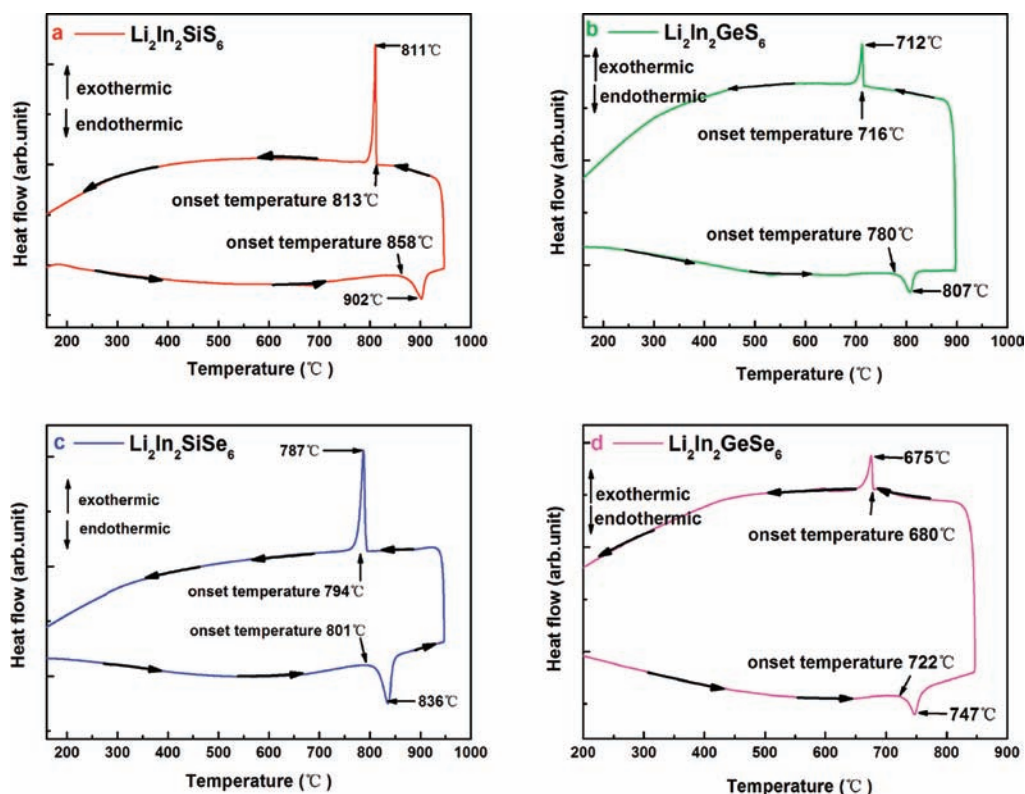 a Li₂In₂SiS₆
811℃
exothermic
endothermic
onset temperature 813℃
onset temperature 858℃
902℃
Heat flow (arb.unit)
200 300 400 500 600 700 800 900 1000
Temperature (℃)
b Li₂In₂GeS₆
712℃
exothermic
endothermic
onset temperature 716℃
onset temperature 780℃
807℃
Heat flow (arb.unit)
200 300 400 500 600 700 800 900 1000
Temperature (℃ )
c Li₂In₂SiSe₆
787℃
exothermic
endothermic
onset temperature 794℃
onset temperature 801℃
836℃
Heat flow (arb.unit)
200 300 400 500 600 700 800 900 1000
Temperature (℃ )
d Li₂In₂GeSe₆
675℃
exothermic
endothermic
onset temperature 680℃
onset temperature 722℃
747℃
Heat flow (arb.unit)
200 300 400 500 600 700 800 900
Temperature (℃ )